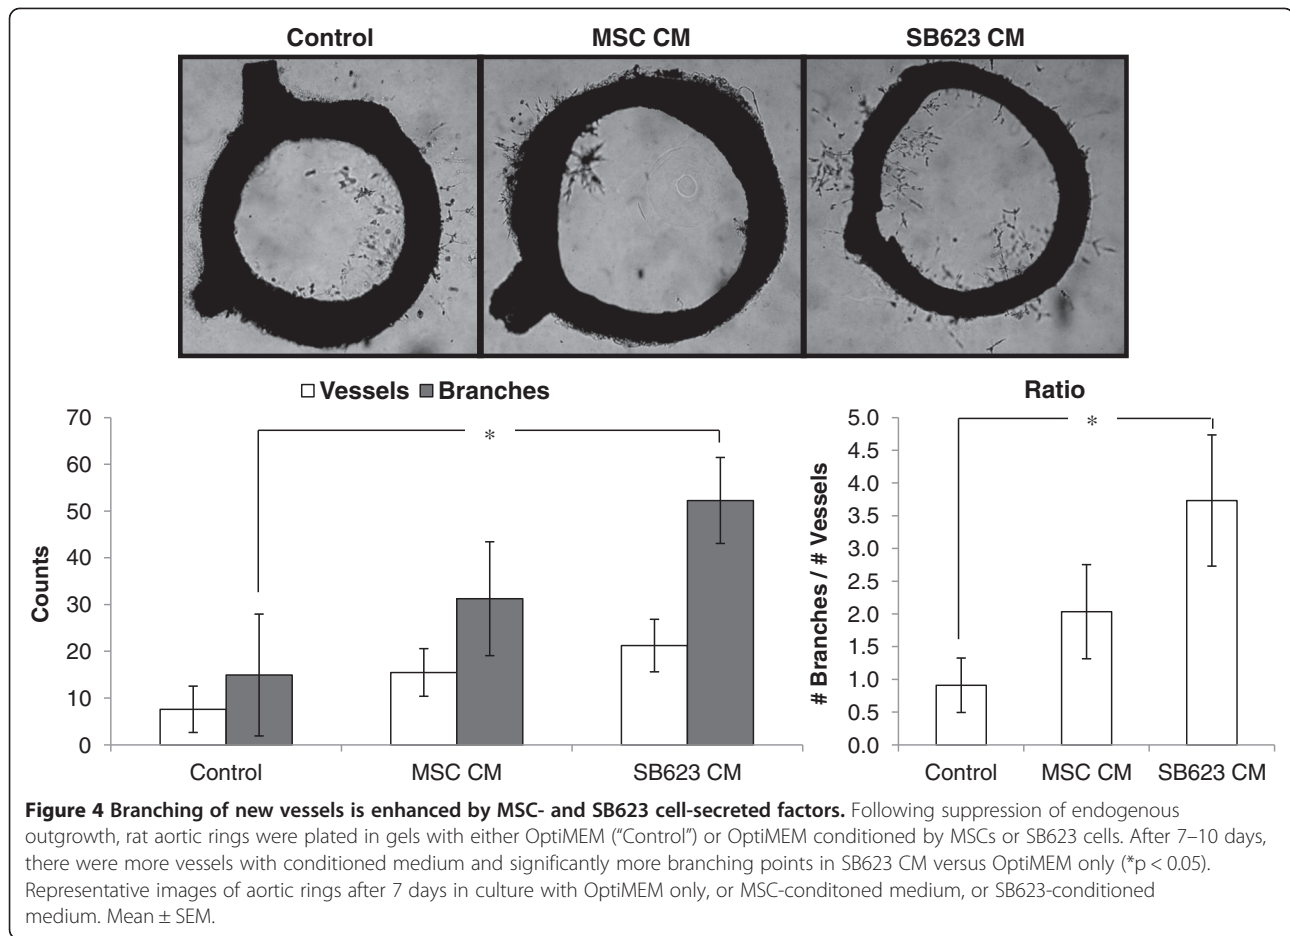 Control MSC CM SB623 CM
Vessels Branches
70
60
50
40
30
20
10
0
Counts
*
Control MSC CM SB623 CM
Ratio
5.0
4.5
4.0
3.5
3.0
2.5
2.0
1.5
1.0
0.5
0.0
# Branches / # Vessels
*
Control MSC CM SB623 CM
Figure 4 Branching of new vessels is enhanced by MSC- and SB623 cell-secreted factors. Following suppression of endogenous
outgrowth, rat aortic rings were plated in gels with either OptiMEM (“Control”) or OptiMEM conditioned by MSCs or SB623 cells. After 7–10 days,
there were more vessels with conditioned medium and significantly more branching points in SB623 CM versus OptiMEM only (*p < 0.05).
Representative images of aortic rings after 7 days in culture with OptiMEM only, or MSC-conditoned medium, or SB623-conditioned
medium. Mean ± SEM.